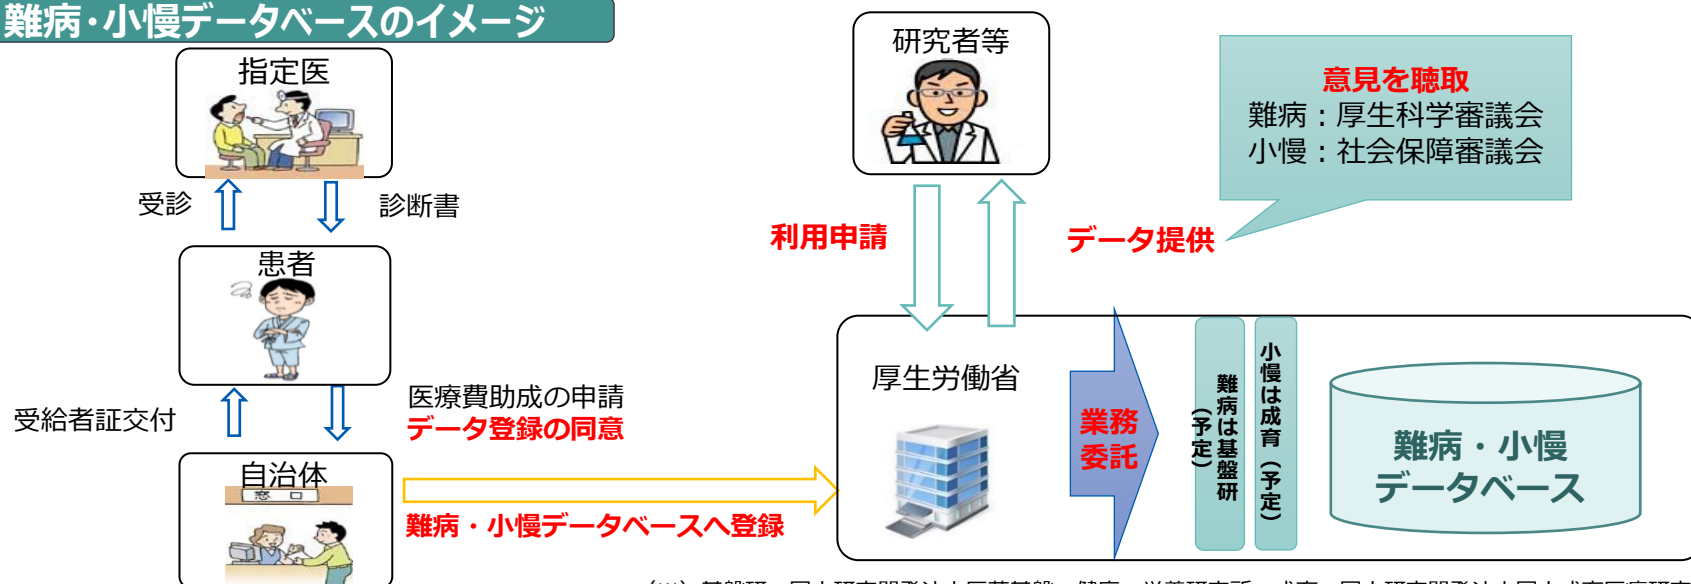 難病・小慢データベースのイメージ
指定医
受診
診断書
患者
受給者証交付
医療費助成の申請
データ登録の同意
自治体
窓口
難病・小慢データベースへ登録
研究者等
利用申請
データ提供
意見を聴取
難病：厚生科学審議会
小慢：社会保障審議会
厚生労働省
業務
委託
難病は基盤研
（予定）
小慢は成育（予定）
難病・小慢
データベース